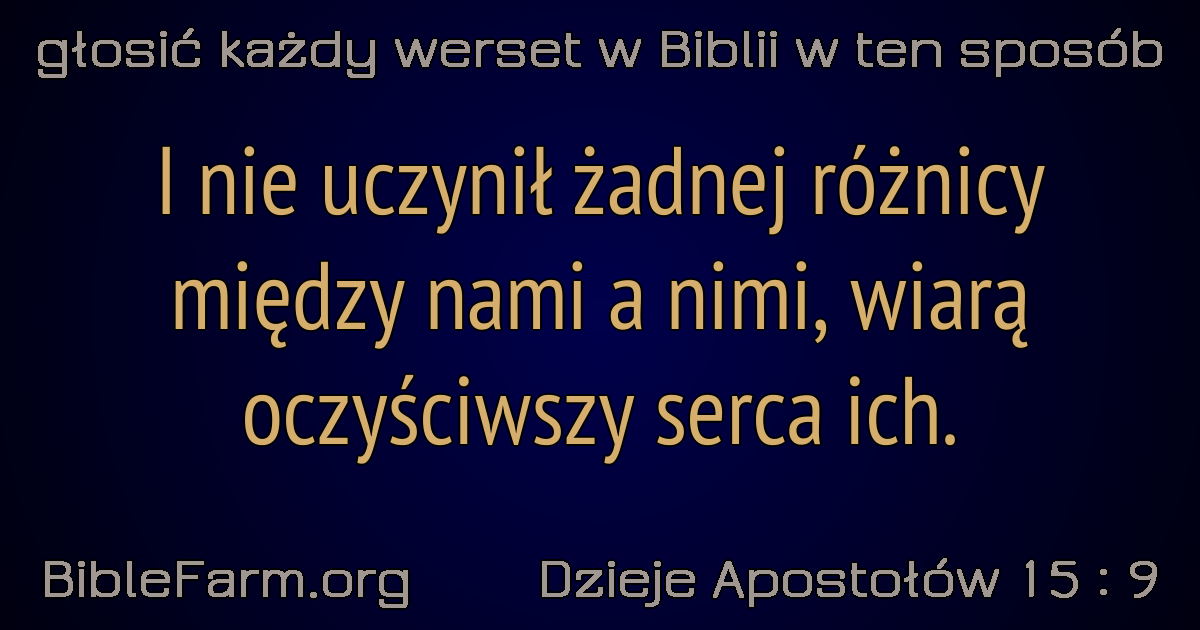 głosić każdy werset w Biblii w ten sposób
I nie uczynił żadnej różnicy
między nami a nimi, wiarą
oczyściwszy serca ich.
BibleFarm.org
Dzieje Apostołów 15 : 9